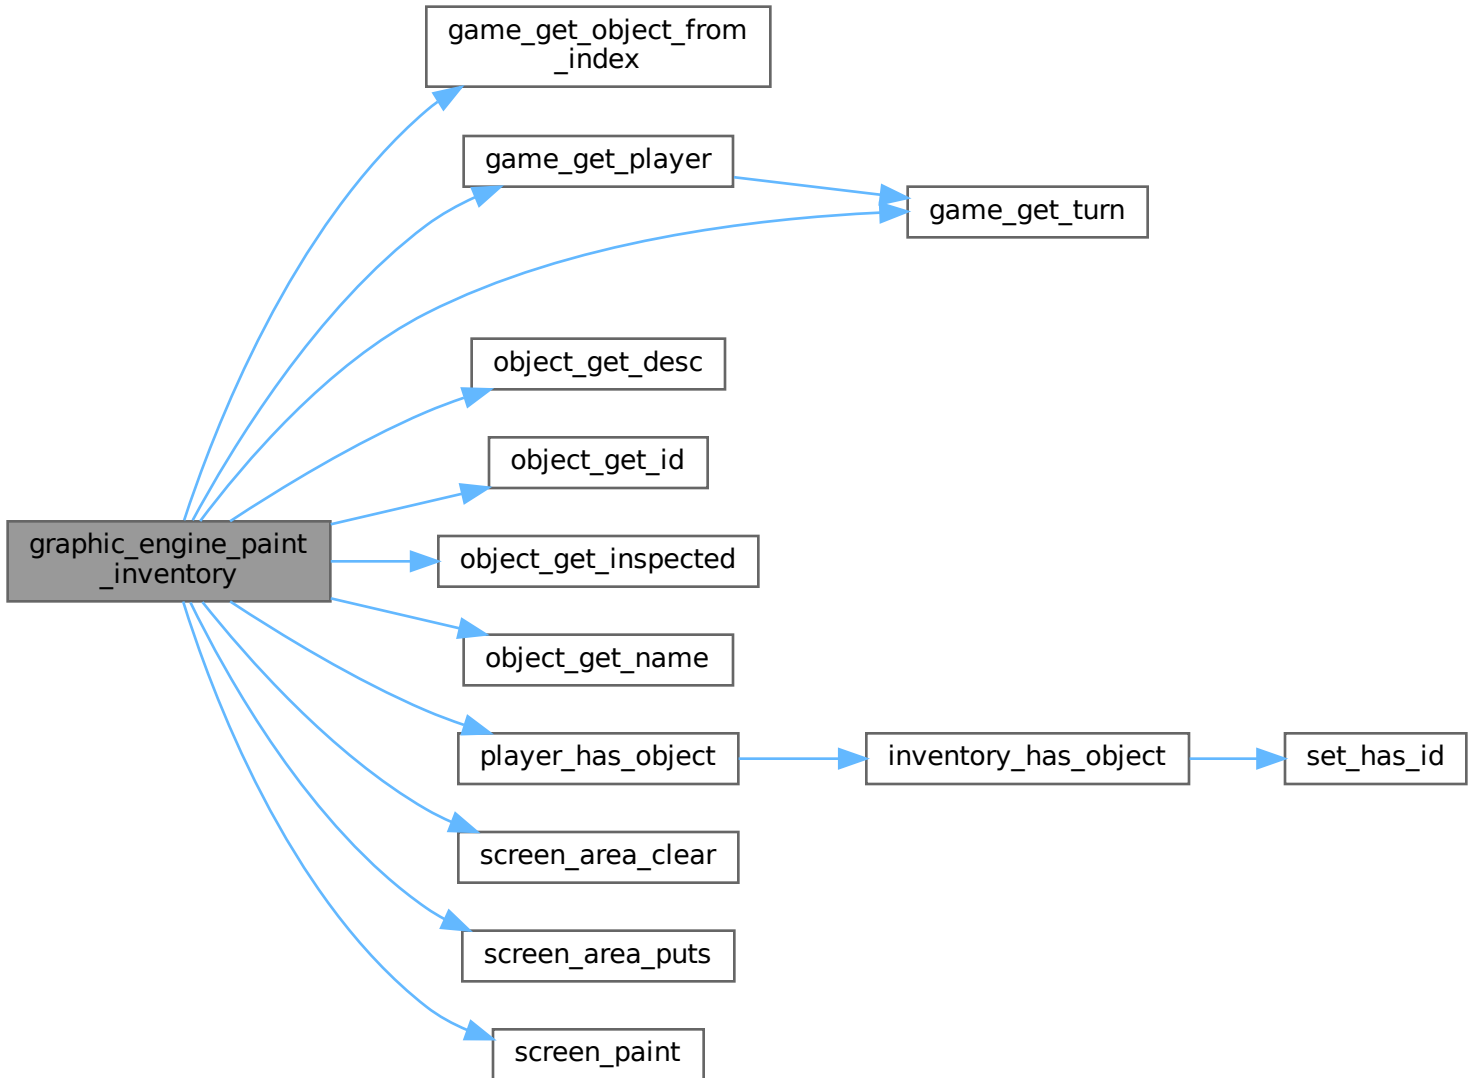 game_get_object_from
_index
game_get_player
game_get_turn
object_get_desc
object_get_id
graphic_engine_paint
_inventory
object_get_inspected
object_get_name
player_has_object
inventory_has_object
set_has_id
screen_area_clear
screen_area_puts
screen_paint